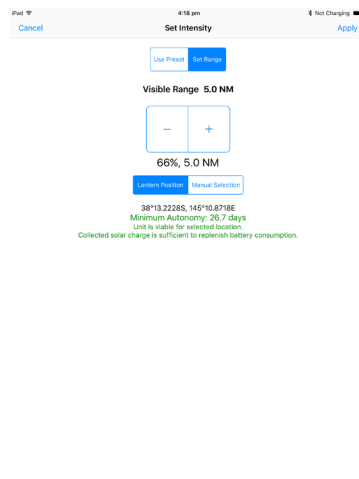 iPad 4:18 pm Not Charging
Cancel Set Intensity Apply
Use Preset Set Range
Visible Range 5.0 NM
− +
66%, 5.0 NM
Lantern Position Manual Selection
38°13.2228S, 145°10.8718E
Minimum Autonomy: 26.7 days
Unit is viable for selected location.
Collected solar charge is sufficient to replenish battery consumption.